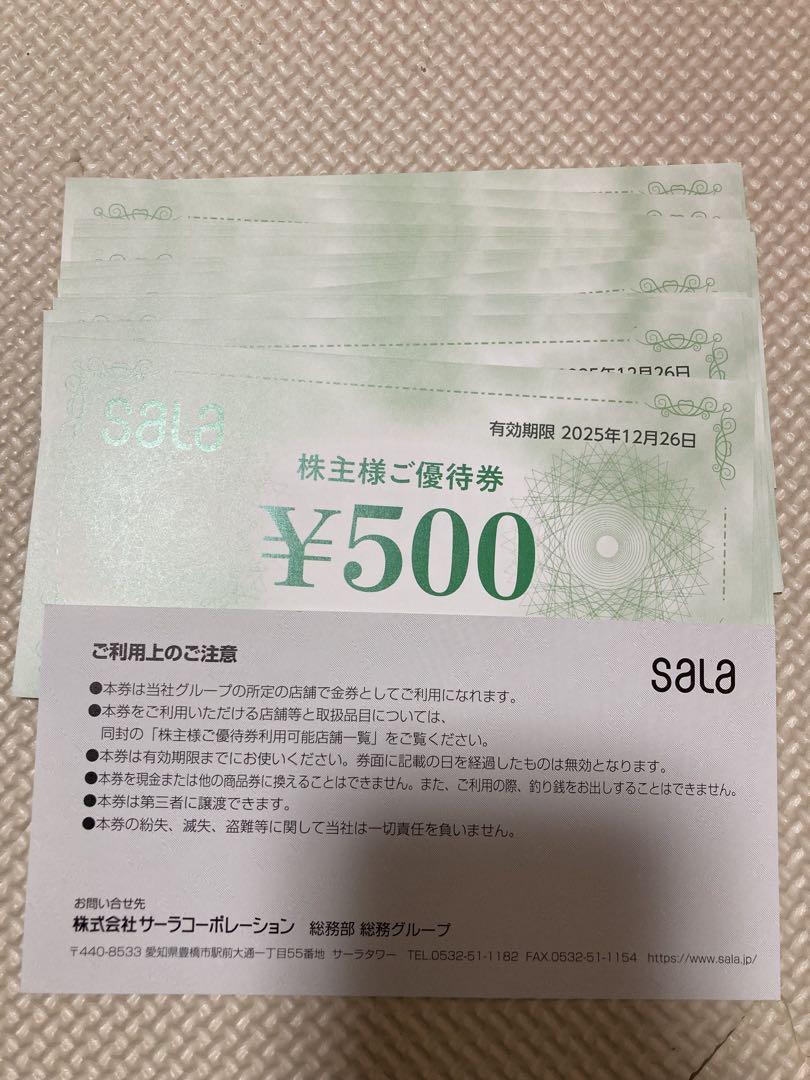 2025年12月26日
sala
有効期限 2025年12月26日
株主様ご優待券
¥500
ご利用上のご注意
sala
●本券は当社グループの所定の店舗で金券としてご利用になれます。
●本券をご利用いただける店舗等と取扱品目については、
同封の「株主様ご優待券利用可能店舗一覧」をご覧ください。
●本券は有効期限までにお使いください。券面に記載の日を経過したものは無効となります。
●本券を現金または他の商品券に換えることはできません。また、ご利用の際、釣り銭をお出しすることはできません。
●本券は第三者に譲渡できます。
●本券の紛失、滅失、盗難等に関して当社は一切責任を負いません。
お問い合せ先
株式会社サーラコーポレーション 総務部 総務グループ
〒440-8533 愛知県豊橋市駅前大通一丁目55番地 サーラタワー TEL.0532-51-1182 FAX.0532-51-1154 https://www.sala.jp/